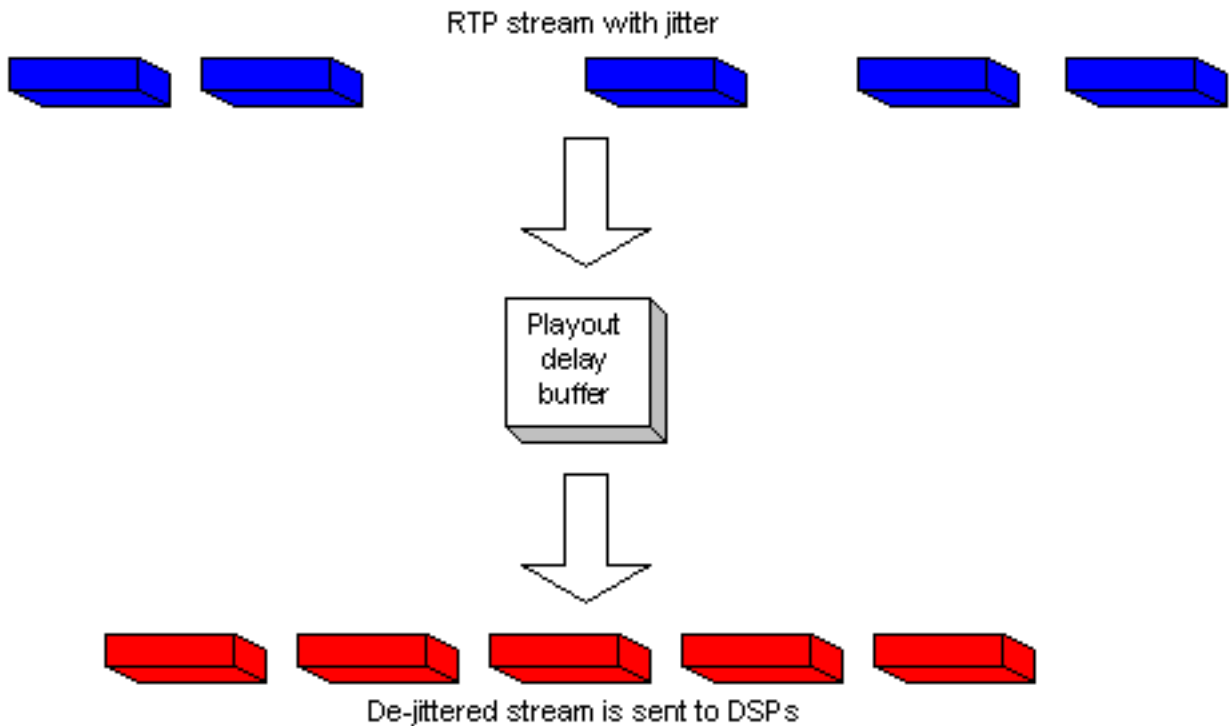 RTP stream with jitter
Playout
delay
buffer
De-jittered stream is sent to DSPs